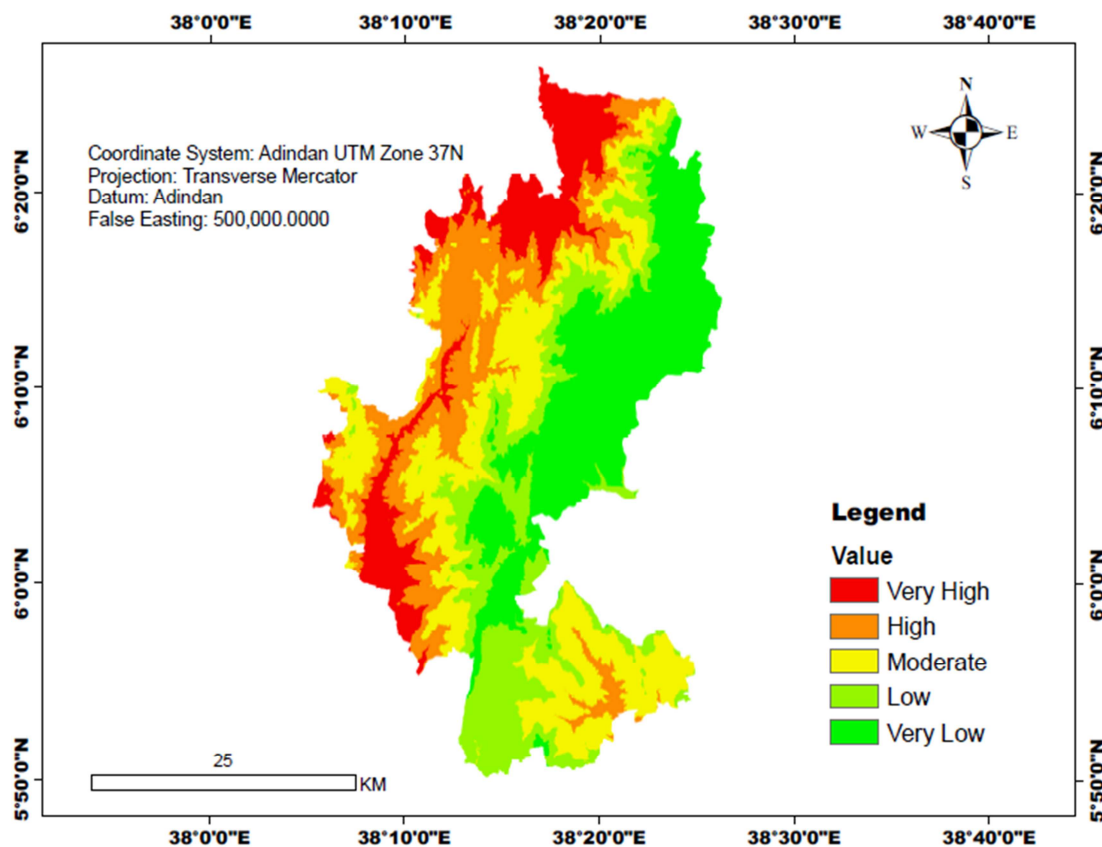 38°0'0"E 38°10'0"E 38°20'0"E 38°30'0"E 38°40'0"E
N
W E
S
Coordinate System: Adindan UTM Zone 37N
Projection: Transverse Mercator
Datum: Adindan
False Easting: 500,000.0000
6°20'0"N 6°20'0"N
6°10'0"N 6°10'0"N
Legend
Value
6°0'0"N 6°0'0"N
Very High
High
Moderate
Low
Very Low
25
KM
5°50'0"N 5°50'0"N
38°0'0"E 38°10'0"E 38°20'0"E 38°30'0"E 38°40'0"E